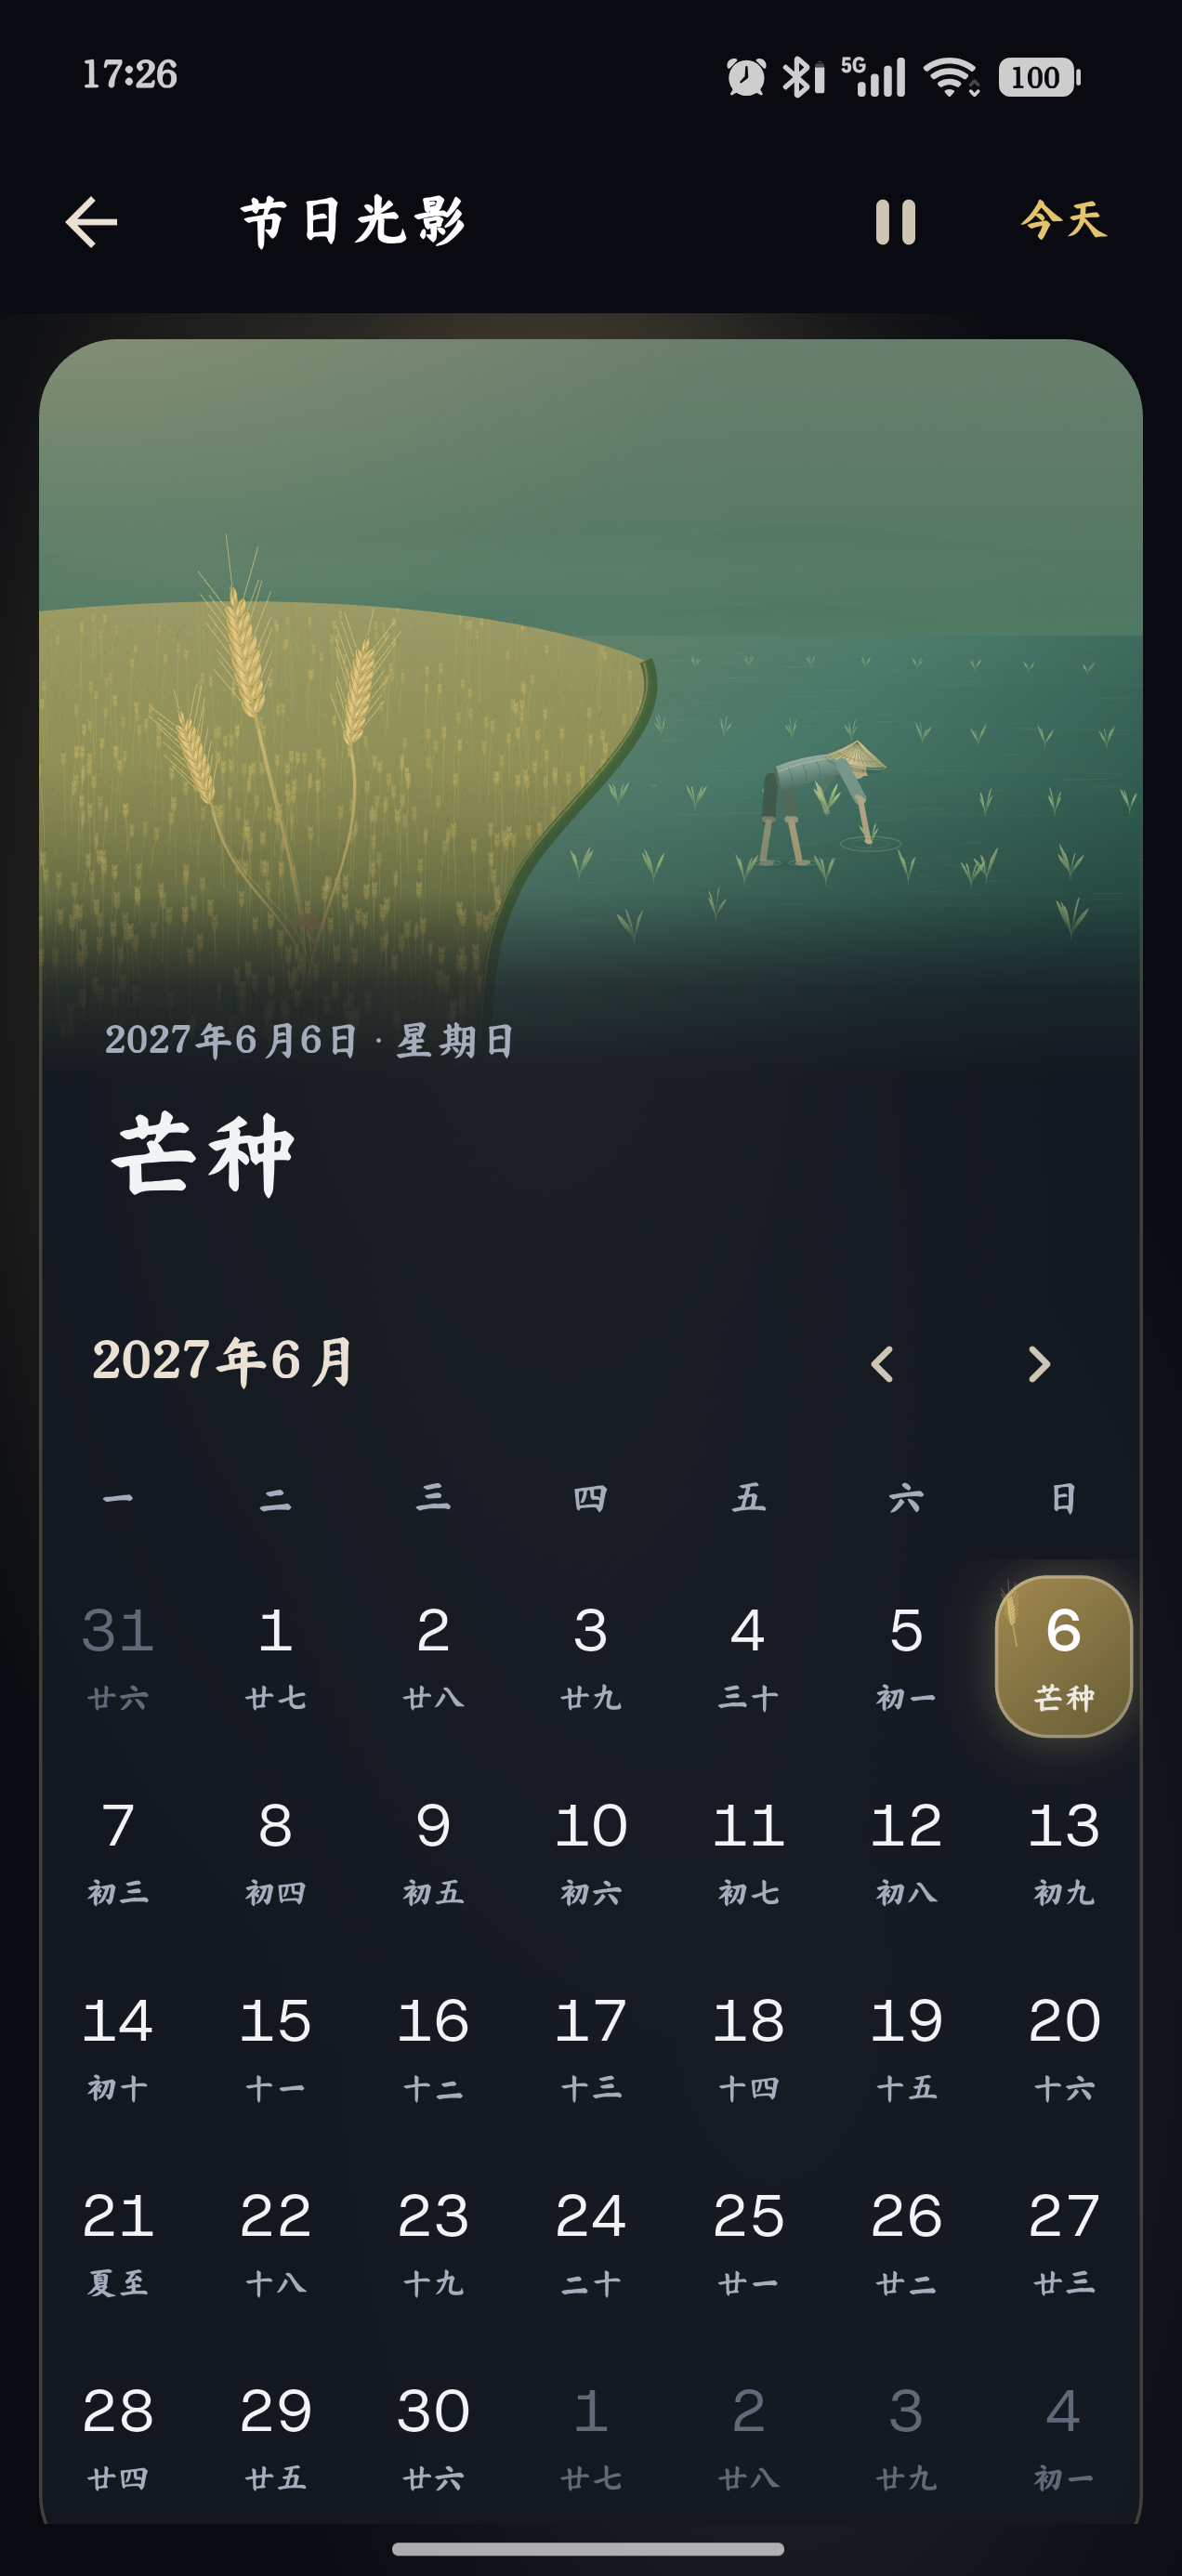 17:26 5G 100
节日光影 今天
2027年6月6日 · 星期日
芒种
2027年6月
一 二 三 四 五 六 日
31 1 2 3 4 5 6
廿六 廿七 廿八 廿九 三十 初一 芒种
7 8 9 10 11 12 13
初三 初四 初五 初六 初七 初八 初九
14 15 16 17 18 19 20
初十 十一 十二 十三 十四 十五 十六
21 22 23 24 25 26 27
夏至 十八 十九 二十 廿一 廿二 廿三
28 29 30 1 2 3 4
廿四 廿五 廿六 廿七 廿八 廿九 初一